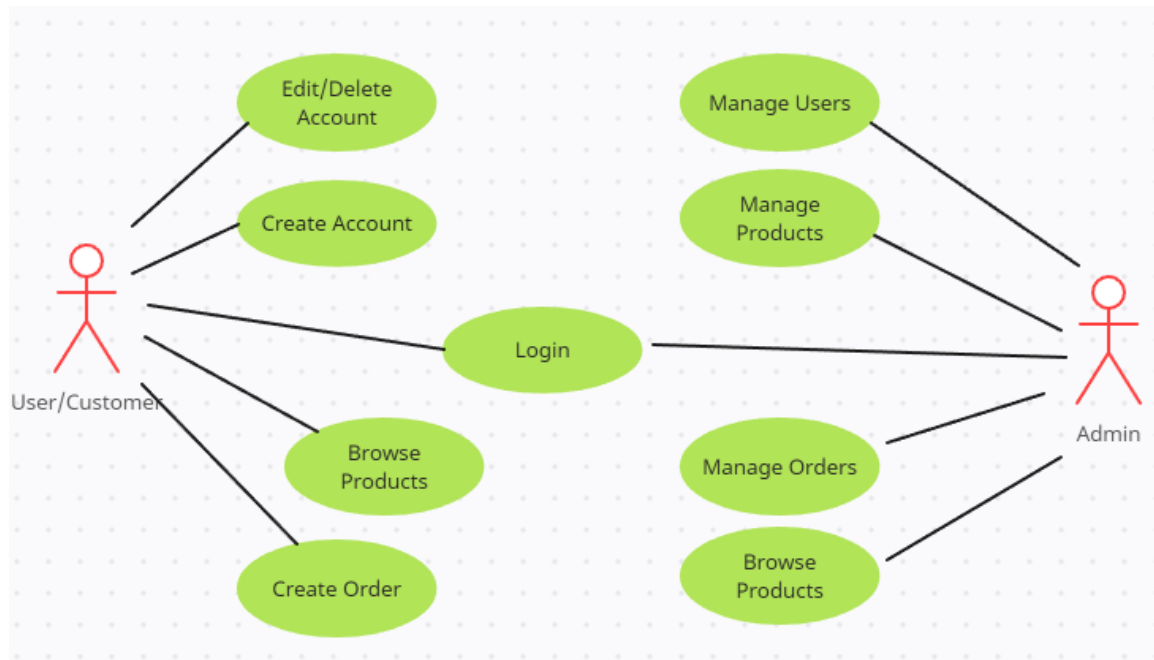 Edit/Delete
Account
Manage Users
Create Account
Manage
Products
Login
User/Customer
Admin
Browse
Products
Manage Orders
Create Order
Browse
Products